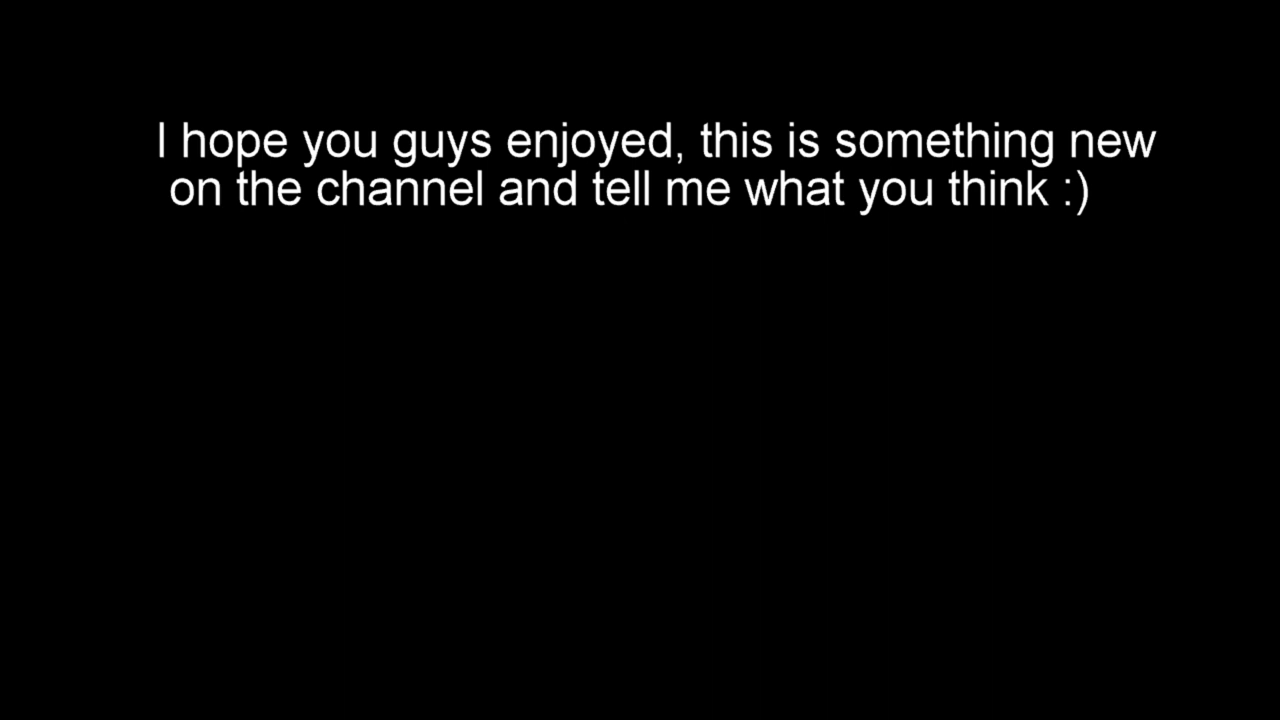 I hope you guys enjoyed, this is something new
on the channel and tell me what you think :)